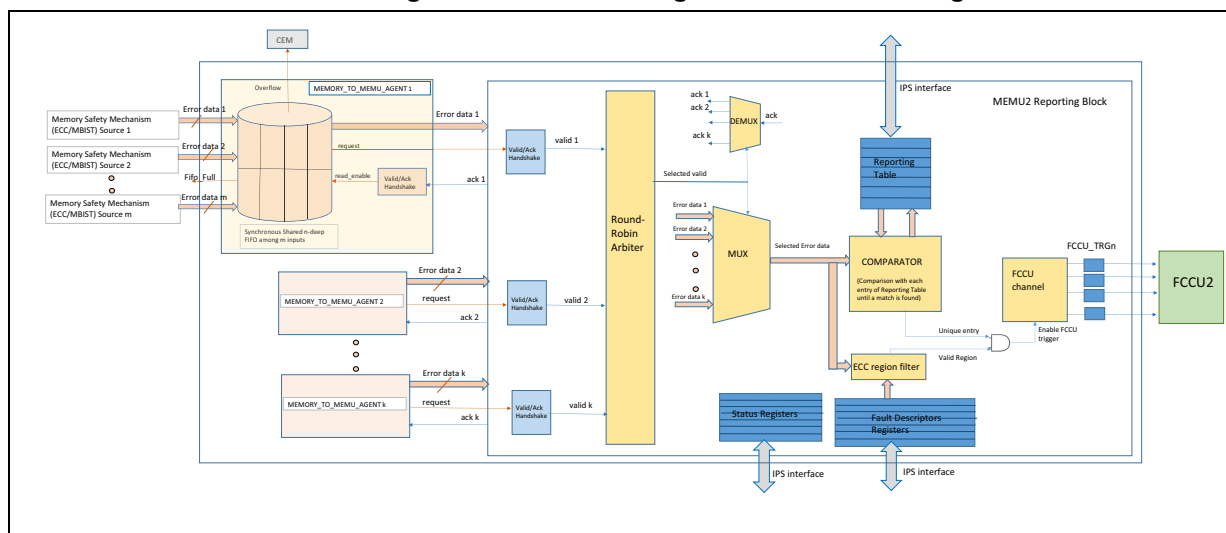 CEM
IPS interface
MEMU2 Reporting Block
Overflow
MEMORY_TO_MEMU_AGENT 1
Memory Safety Mechanism
(ECC/MBIST) Source 1
Error data 1
Memory Safety Mechanism
(ECC/MBIST) Source 2
Error data 2
Fifp_Full
Memory Safety Mechanism
(ECC/MBIST) Source m
Error data m
Synchronous Shared n-deep
FIFO among m inputs
Error data 1
request
read_enable
Valid/Ack
Handshake
ack 1
Valid/Ack
Handshake
valid 1
MEMORY_TO_MEMU_AGENT 2
Error data 2
request
ack 2
Valid/Ack
Handshake
valid 2
MEMORY_TO_MEMU_AGENT k
Error data k
request
ack k
Valid/Ack
Handshake
valid k
Round-
Robin
Arbiter
ack 1
ack 2
ack k
DEMUX
ack
Selected valid
Error data 1
Error data 2
Error data k
MUX
Selected Error data
Reporting
Table
COMPARATOR
(Comparison with each
entry of Reporting Table
until a match is found)
Unique entry
Valid Region
ECC region filter
Enable FCCU
trigger
FCCU
channel
FCCU_TRGn
FCCU2
Status Registers
Fault Descriptors
Registers
IPS interface
IPS interface